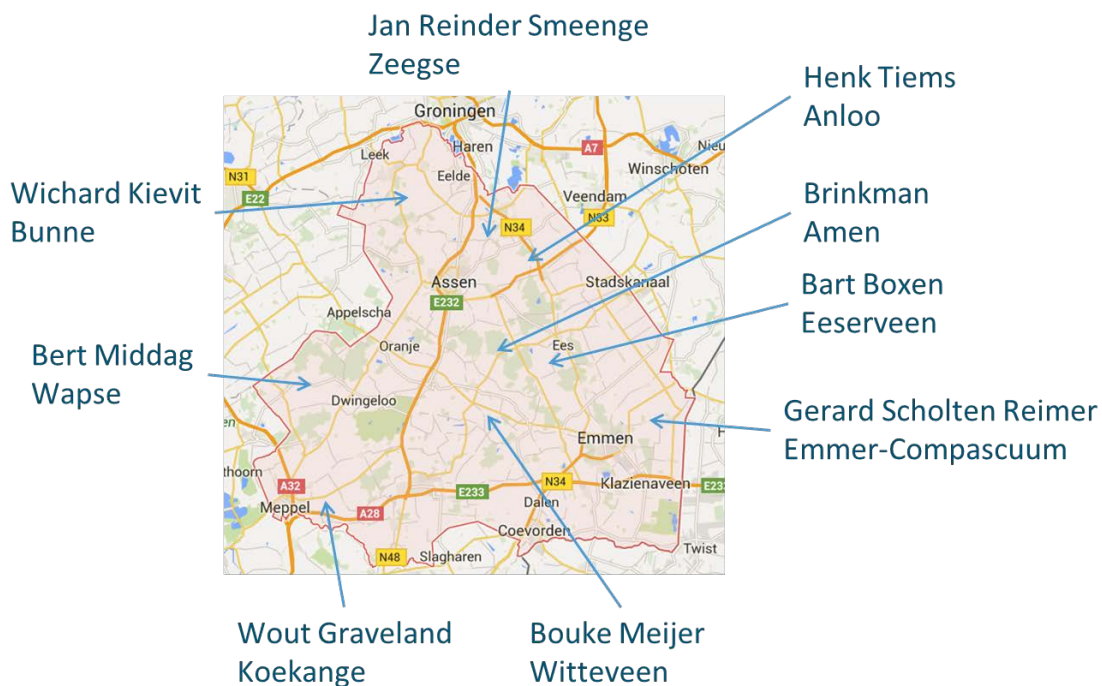 Jan Reinder Smeenge
Zeegse
Henk Tiems
Anloo
Wichard Kievit
Bunne
Brinkman
Amen
Bart Boxen
Eeserveen
Bert Middag
Wapse
Gerard Scholten Reimer
Emmer-Compascuum
Wout Graveland
Koekange
Bouke Meijer
Witteveen
Groningen
Leek
Haren
A7
Winschoten
N31
E22
Eelde
Veendam
N33
N34
Assen
Stadskanaal
E232
Appelscha
Oranje
Ees
Dwingeloo
Emmen
A32
E233
N34
Klazienaveen
Meppel
A28
Dalen
Coevorden
N48
Slagharen
Twist